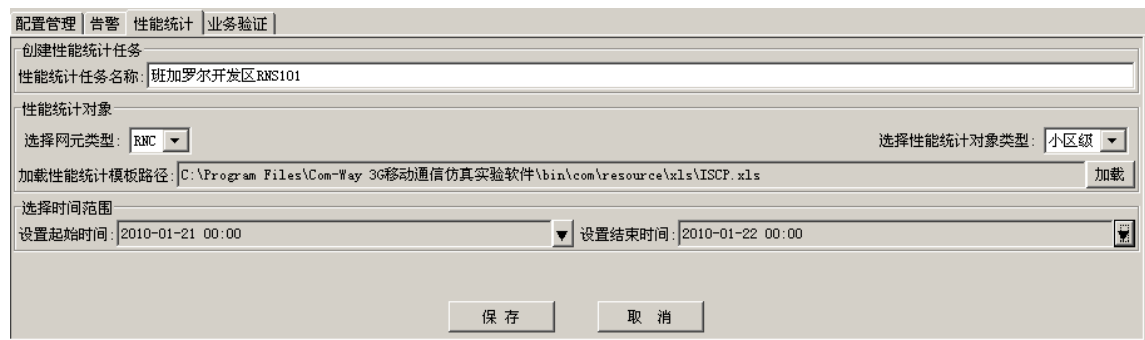 配置管理 告警 性能统计 业务验证
创建性能统计任务
性能统计任务名称: 班加罗尔开发区RNS101
性能统计对象
选择网元类型: RNC 选择性能统计对象类型: 小区级
加载性能统计模板路径: C:\Program Files\Com-Way 3G移动通信仿真实验软件\bin\com\resource\xls\ISCP.xls 加载
选择时间范围
设置起始时间: 2010-01-21 00:00 设置结束时间: 2010-01-22 00:00
保存 取消